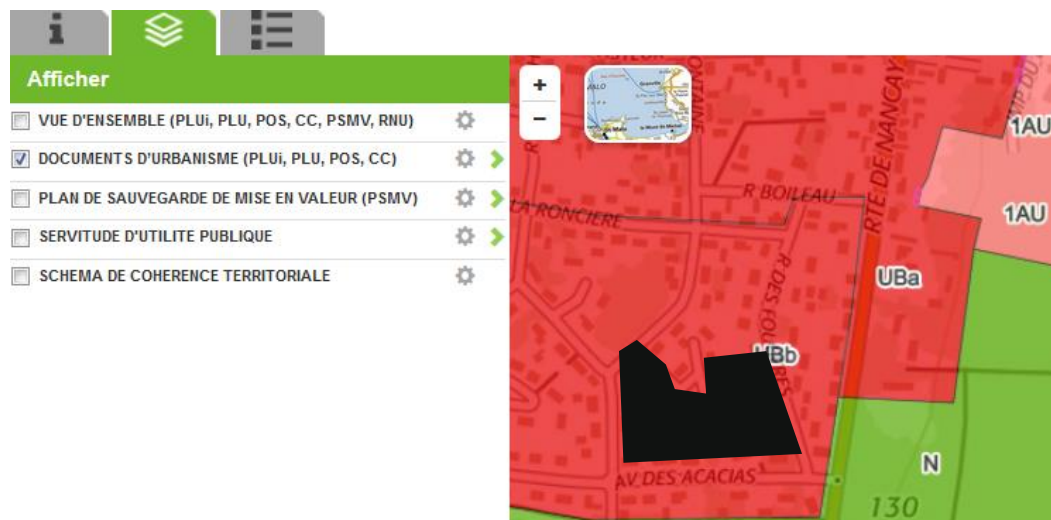 Afficher
VUE D'ENSEMBLE (PLUi, PLU, POS, CC, PSMV, RNU)
DOCUMENTS D'URBANISME (PLUi, PLU, POS, CC)
PLAN DE SAUVEGARDE DE MISE EN VALEUR (PSMV)
SERVITUDE D'UTILITE PUBLIQUE
SCHEMA DE COHERENCE TERRITORIALE
+
-
1AU
R BOILEAU
RTE DE NANCAY
LA RONCIERE
1AU
UBa
R DES
UBb
N
AV. DES ACACIAS
130